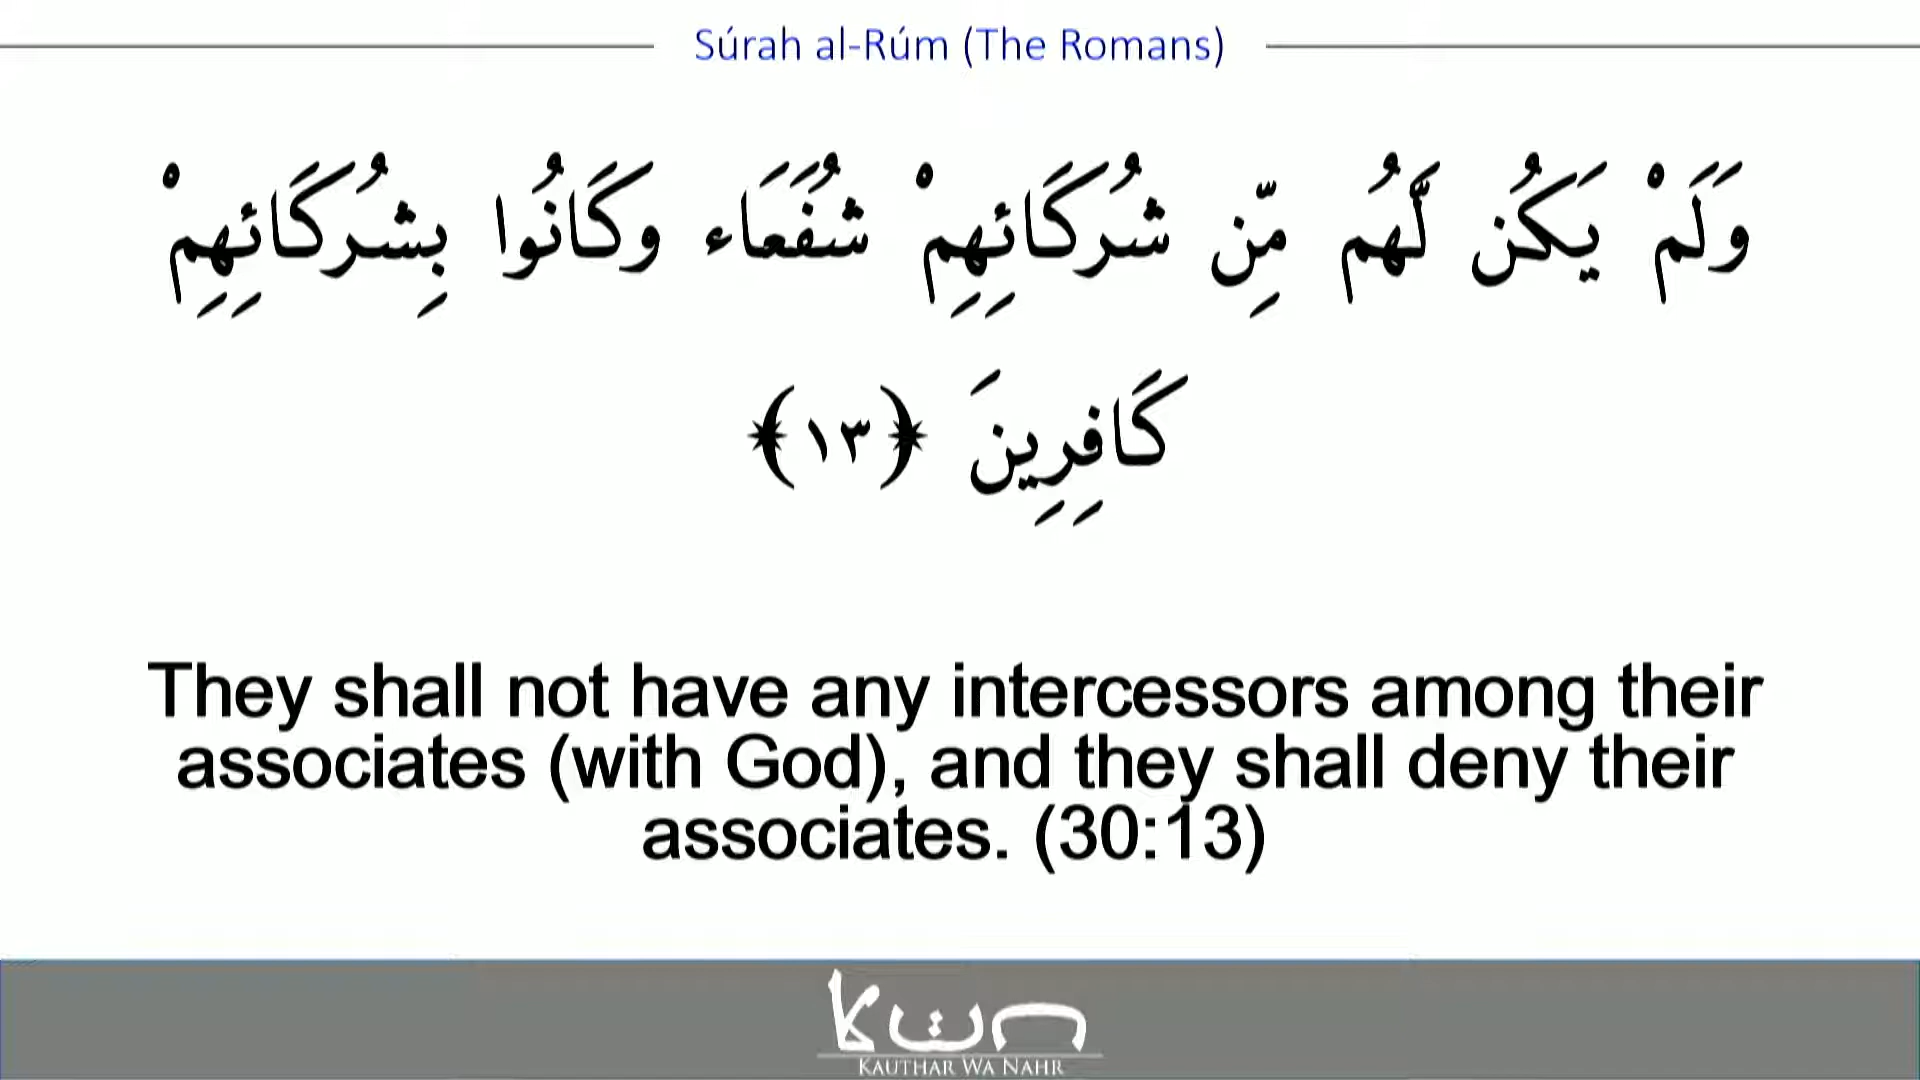 Súrah al-Rúm (The Romans)
وَلَمْ يَكُن لَّهُم مِّن شُرَكَائِهِمْ شُفَعَاء وَكَانُوا بِشُرَكَائِهِمْ
كَافِرِينَ ﴿١٣﴾
They shall not have any intercessors among their
associates (with God), and they shall deny their
associates. (30:13)
KWN
KAUTHAR WA NAHR